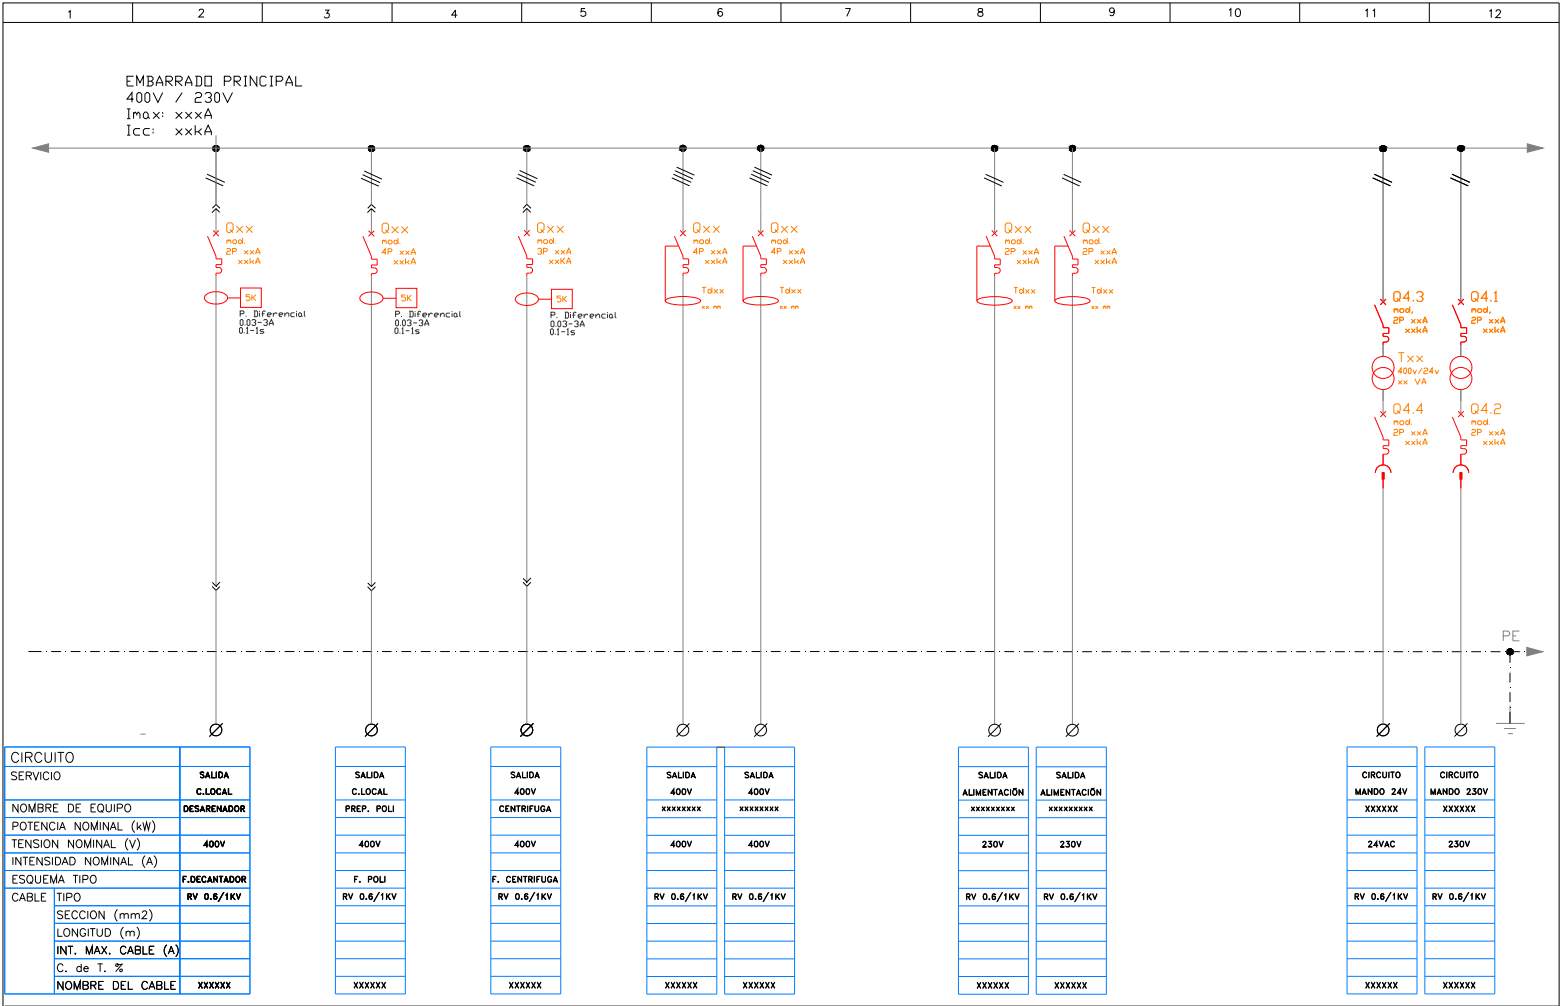 1 2 3 4 5 6 7 8 9 10 11 12
EMBARRADO PRINCIPAL
400V / 230V
Imax: xxxA
Icc: xxkA
Qxx
mod.
2P xxA
xxkA
5K
P. Diferencial
0.03-3A
0.1-1s
Qxx
mod.
4P xxA
xxkA
5K
P. Diferencial
0.03-3A
0.1-1s
Qxx
mod.
3P xxA
xxKA
5K
P. Diferencial
0.03-3A
0.1-1s
Qxx
mod.
4P xxA
xxkA
Tdxx
xx mm
Qxx
mod.
4P xxA
xxkA
Tdxx
xx mm
Qxx
mod.
2P xxA
xxkA
Tdxx
xx mm
Qxx
mod.
2P xxA
xxkA
Tdxx
xx mm
Q4.3
mod,
2P xxA
xxkA
Txx
400v/24v
xx VA
Q4.4
mod.
2P xxA
xxkA
Q4.1
mod,
2P xxA
xxkA
Q4.2
mod.
2P xxA
xxkA
PE
CIRCUITO
SERVICIO SALIDA SALIDA SALIDA SALIDA SALIDA SALIDA SALIDA CIRCUITO CIRCUITO
C.LOCAL C.LOCAL 400V 400V 400V ALIMENTACIÓN ALIMENTACIÓN MANDO 24V MANDO 230V
NOMBRE DE EQUIPO DESARENADOR PREP. POLI CENTRIFUGA xxxxxxxx xxxxxxxx xxxxxxxxx xxxxxxxxx XXXXXX XXXXXX
POTENCIA NOMINAL (kW)
TENSION NOMINAL (V) 400V 400V 400V 400V 400V 230V 230V 24VAC 230V
INTENSIDAD NOMINAL (A)
ESQUEMA TIPO F.DECANTADOR F. POLI F. CENTRIFUGA
CABLE TIPO RV 0.6/1KV RV 0.6/1KV RV 0.6/1KV RV 0.6/1KV RV 0.6/1KV RV 0.6/1KV RV 0.6/1KV RV 0.6/1KV RV 0.6/1KV
SECCION (mm2)
LONGITUD (m)
INT. MAX. CABLE (A)
C. de T. %
NOMBRE DEL CABLE XXXXXX XXXXXX XXXXXX XXXXXX XXXXXX XXXXXX XXXXXX XXXXXX XXXXXX